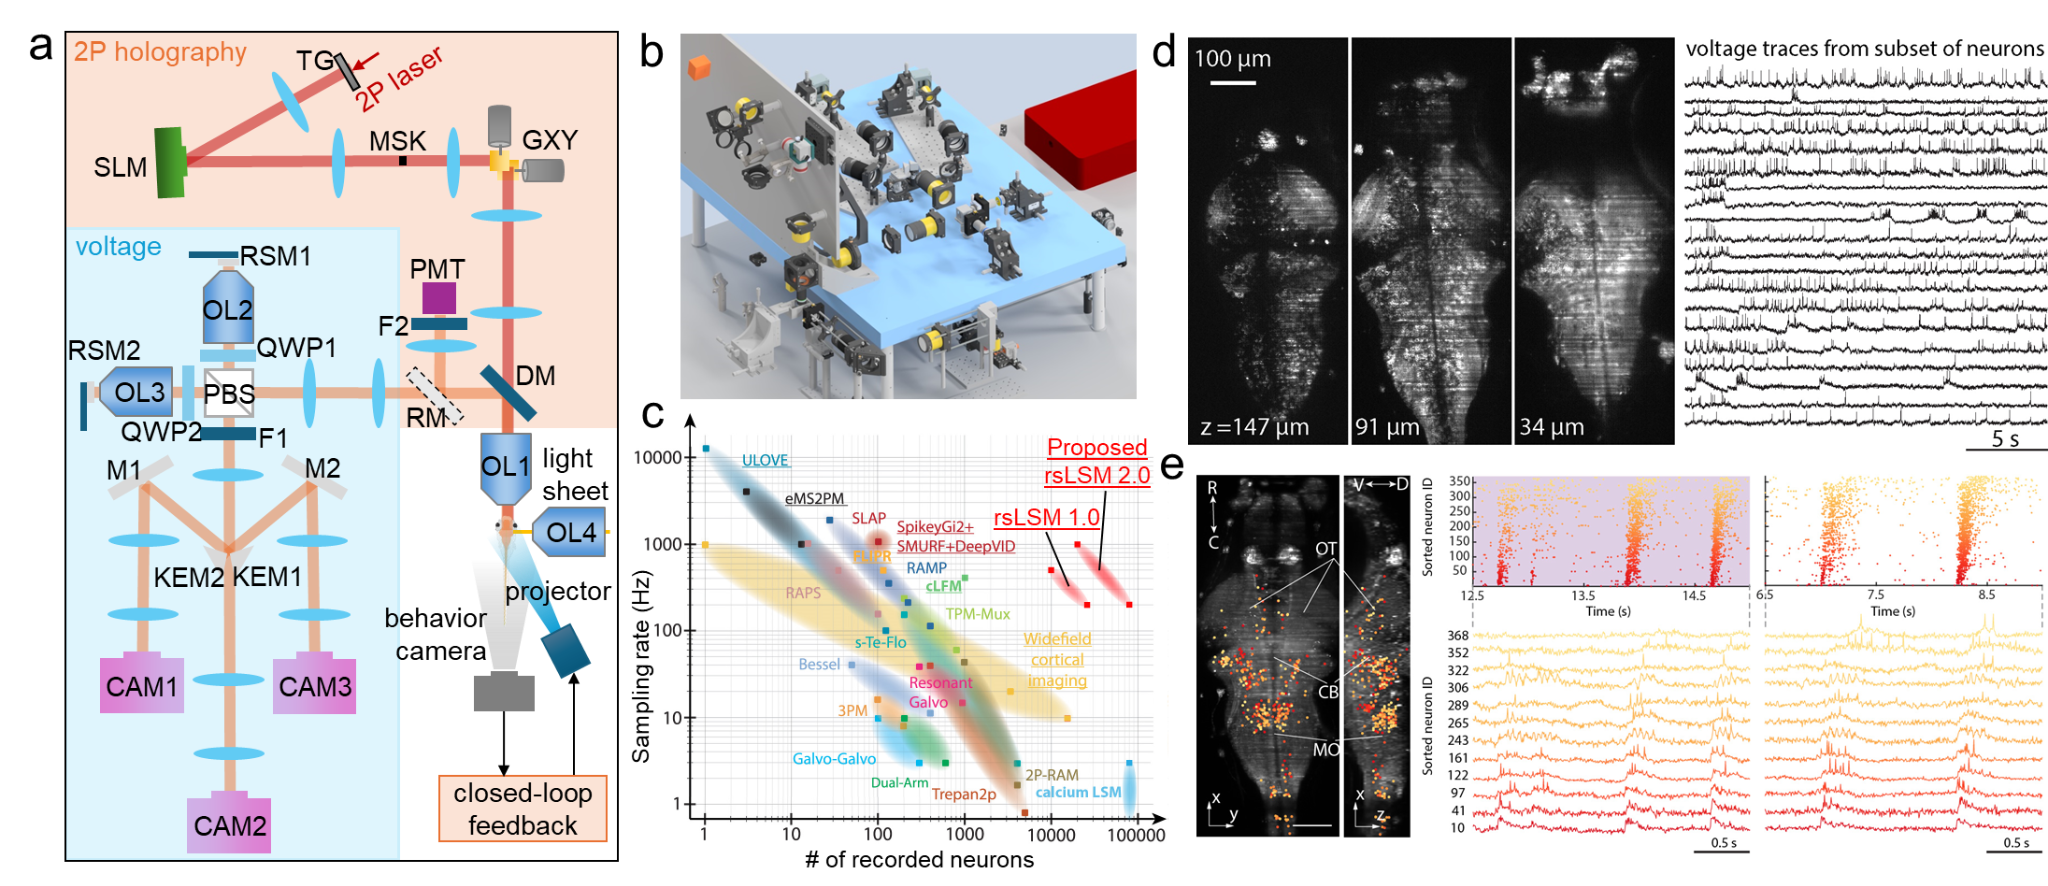 a
2P holography
TG
2P laser
SLM
MSK
GXY
voltage
RSM1
OL2
PMT
F2
RSM2
QWP1
OL3
PBS
DM
RM
QWP2
F1
OL1
light
sheet
M1
M2
OL4
KEM2
KEM1
projector
behavior
camera
CAM1
CAM3
CAM2
closed-loop
feedback
b
c
Sampling rate (Hz)
10000
1000
100
10
1
1
10
100
1000
10000
100000
# of recorded neurons
ULOVE
eMS2PM
SLAP
SpikeyGi2+
SMURF+DeepVID
FLIPR
RAMP
RAPS
cLFM
TPM-Mux
s-Te-Flo
Widefield
cortical
imaging
Bessel
Resonant
Galvo
3PM
Galvo-Galvo
Dual-Arm
Trepan2p
2P-RAM
calcium LSM
rsLSM 1.0
Proposed
rsLSM 2.0
d
100 µm
z =147 µm
91 µm
34 µm
voltage traces from subset of neurons
5 s
e
R
C
V
D
OT
CB
MO
x
y
x
z
Sorted neuron ID
350
300
250
200
150
100
50
12.5
13.5
14.5
15
Time (s)
6.5
7.5
8.5
9
Time (s)
Sorted neuron ID
368
352
322
306
289
265
243
161
122
97
41
10
0.5 s
0.5 s